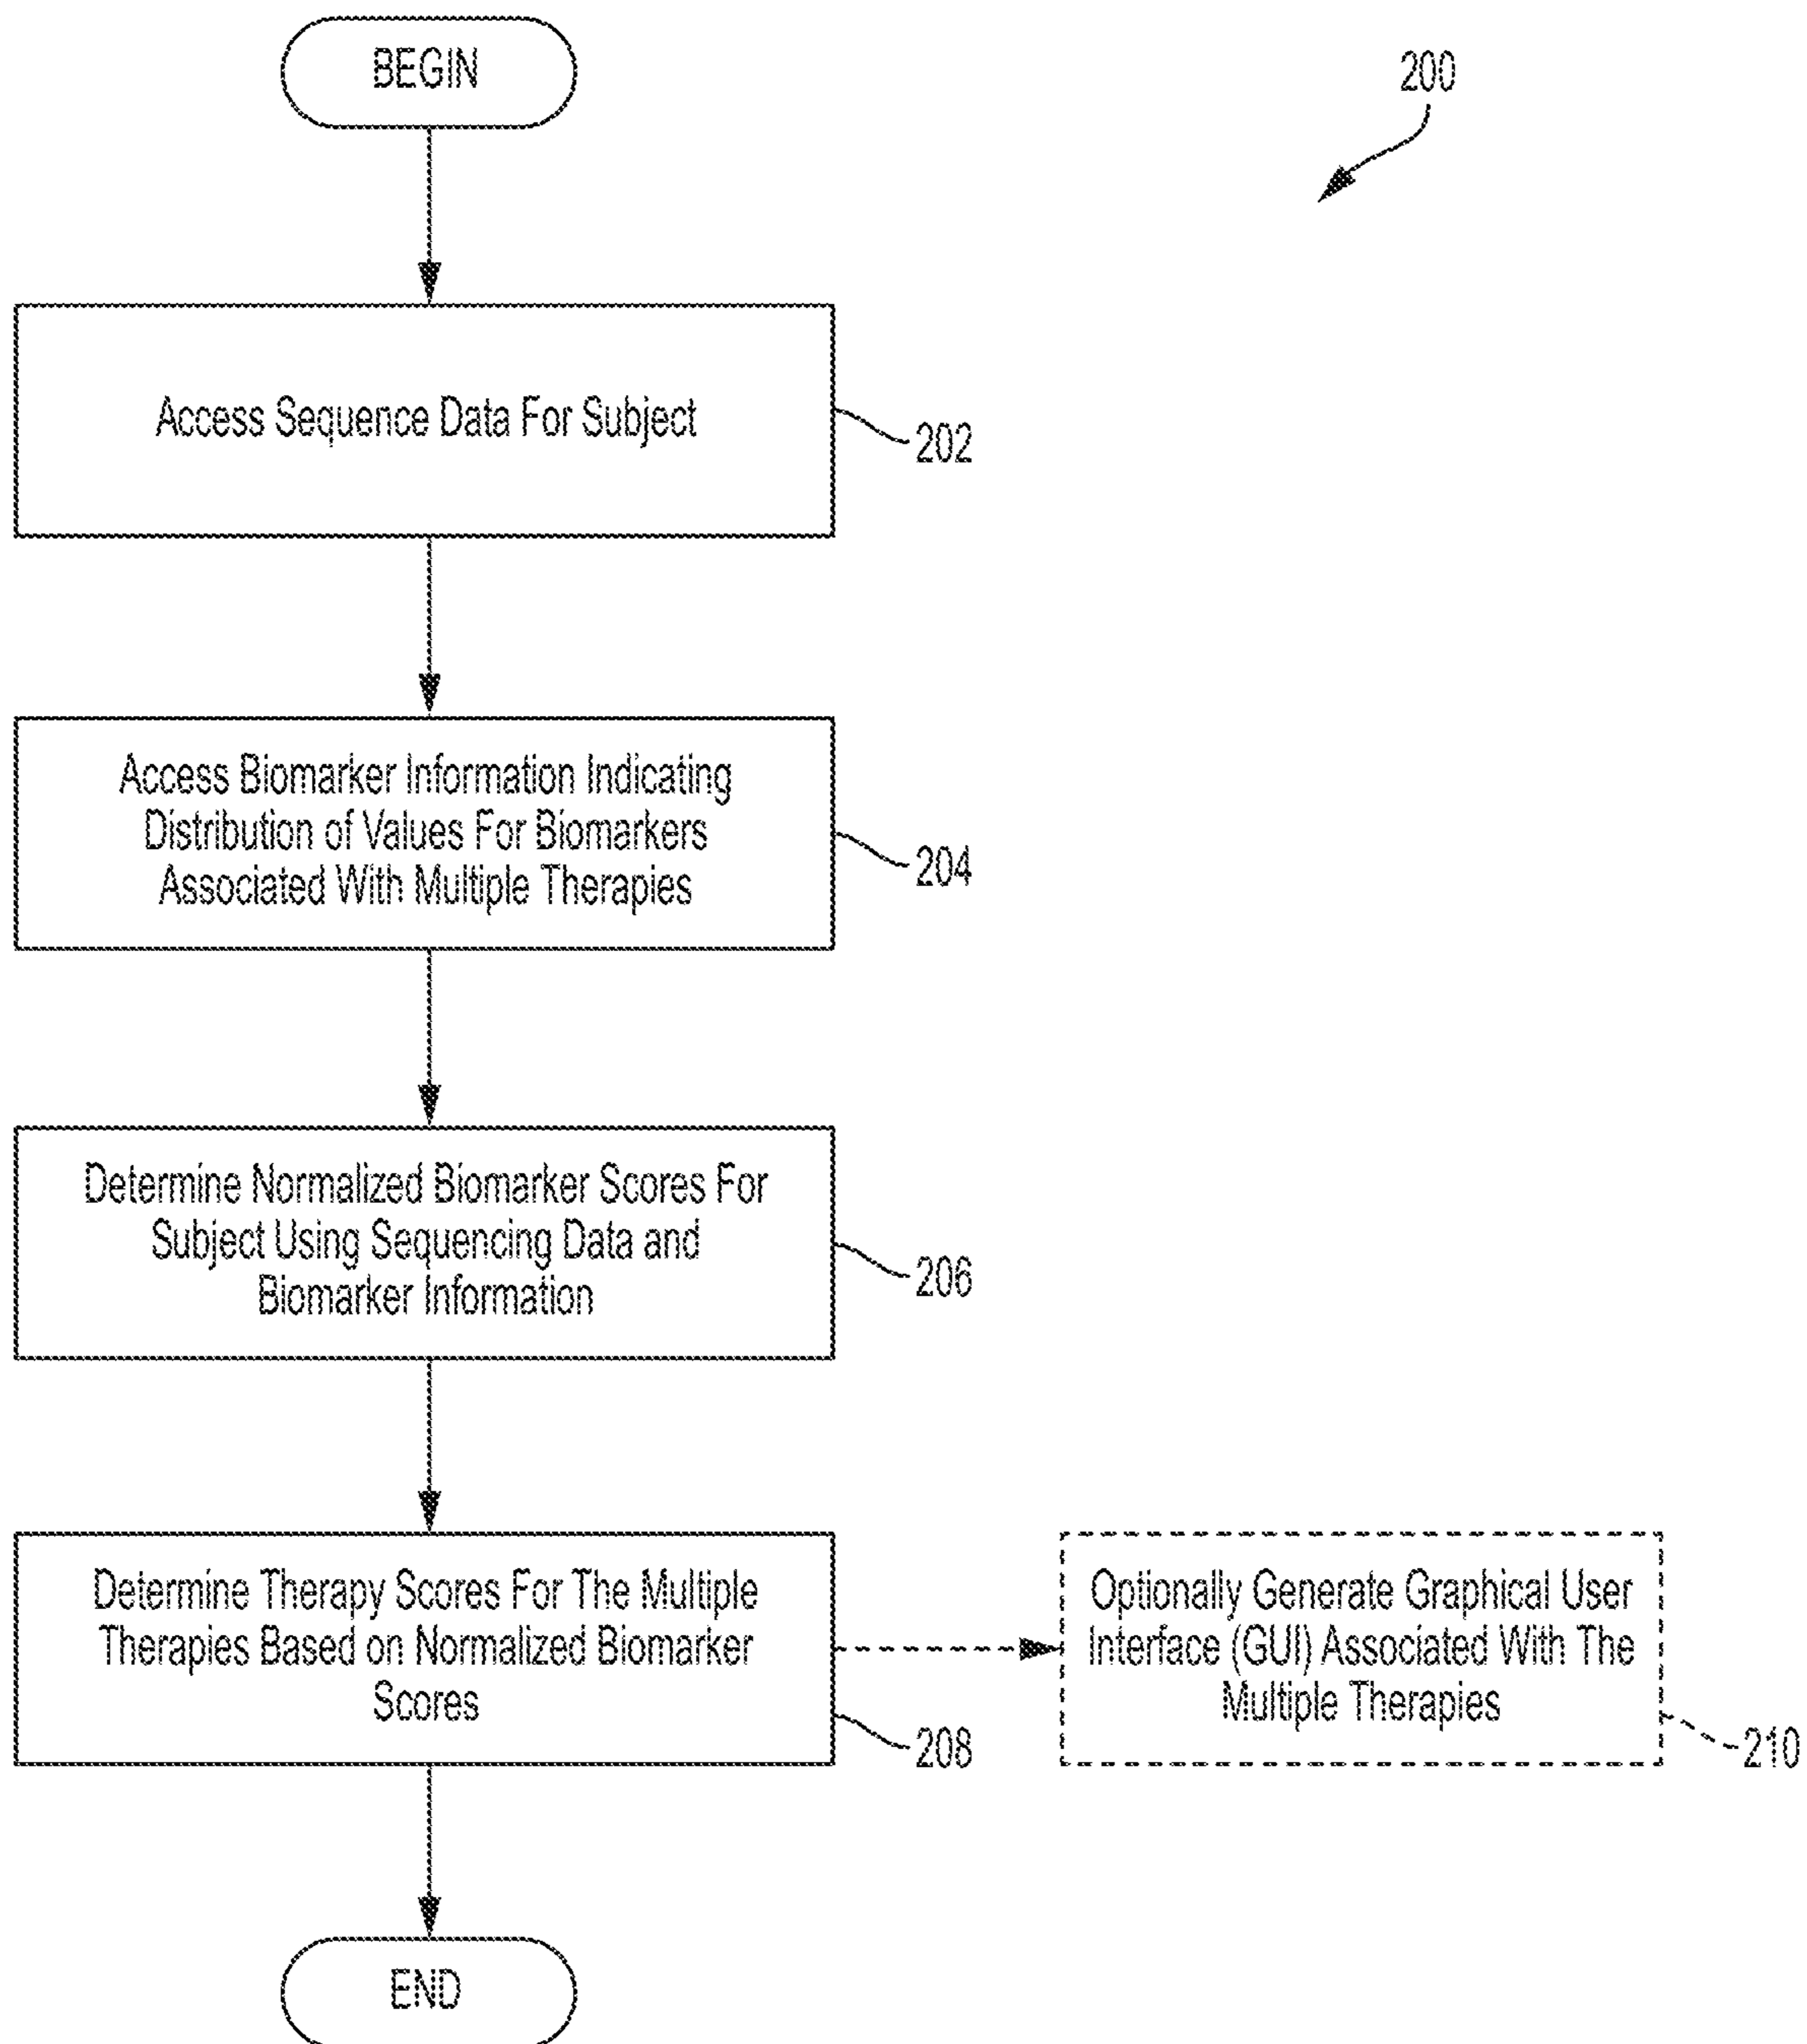 BEGIN
200
Access Sequence Data For Subject
202
Access Biomarker Information Indicating
Distribution of Values For Biomarkers
Associated With Multiple Therapies
204
Determine Normalized Biomarker Scores For
Subject Using Sequencing Data and
Biomarker Information
206
Determine Therapy Scores For The Multiple
Therapies Based on Normalized Biomarker
Scores
208
Optionally Generate Graphical User
Interface (GUI) Associated With The
Multiple Therapies
210
END